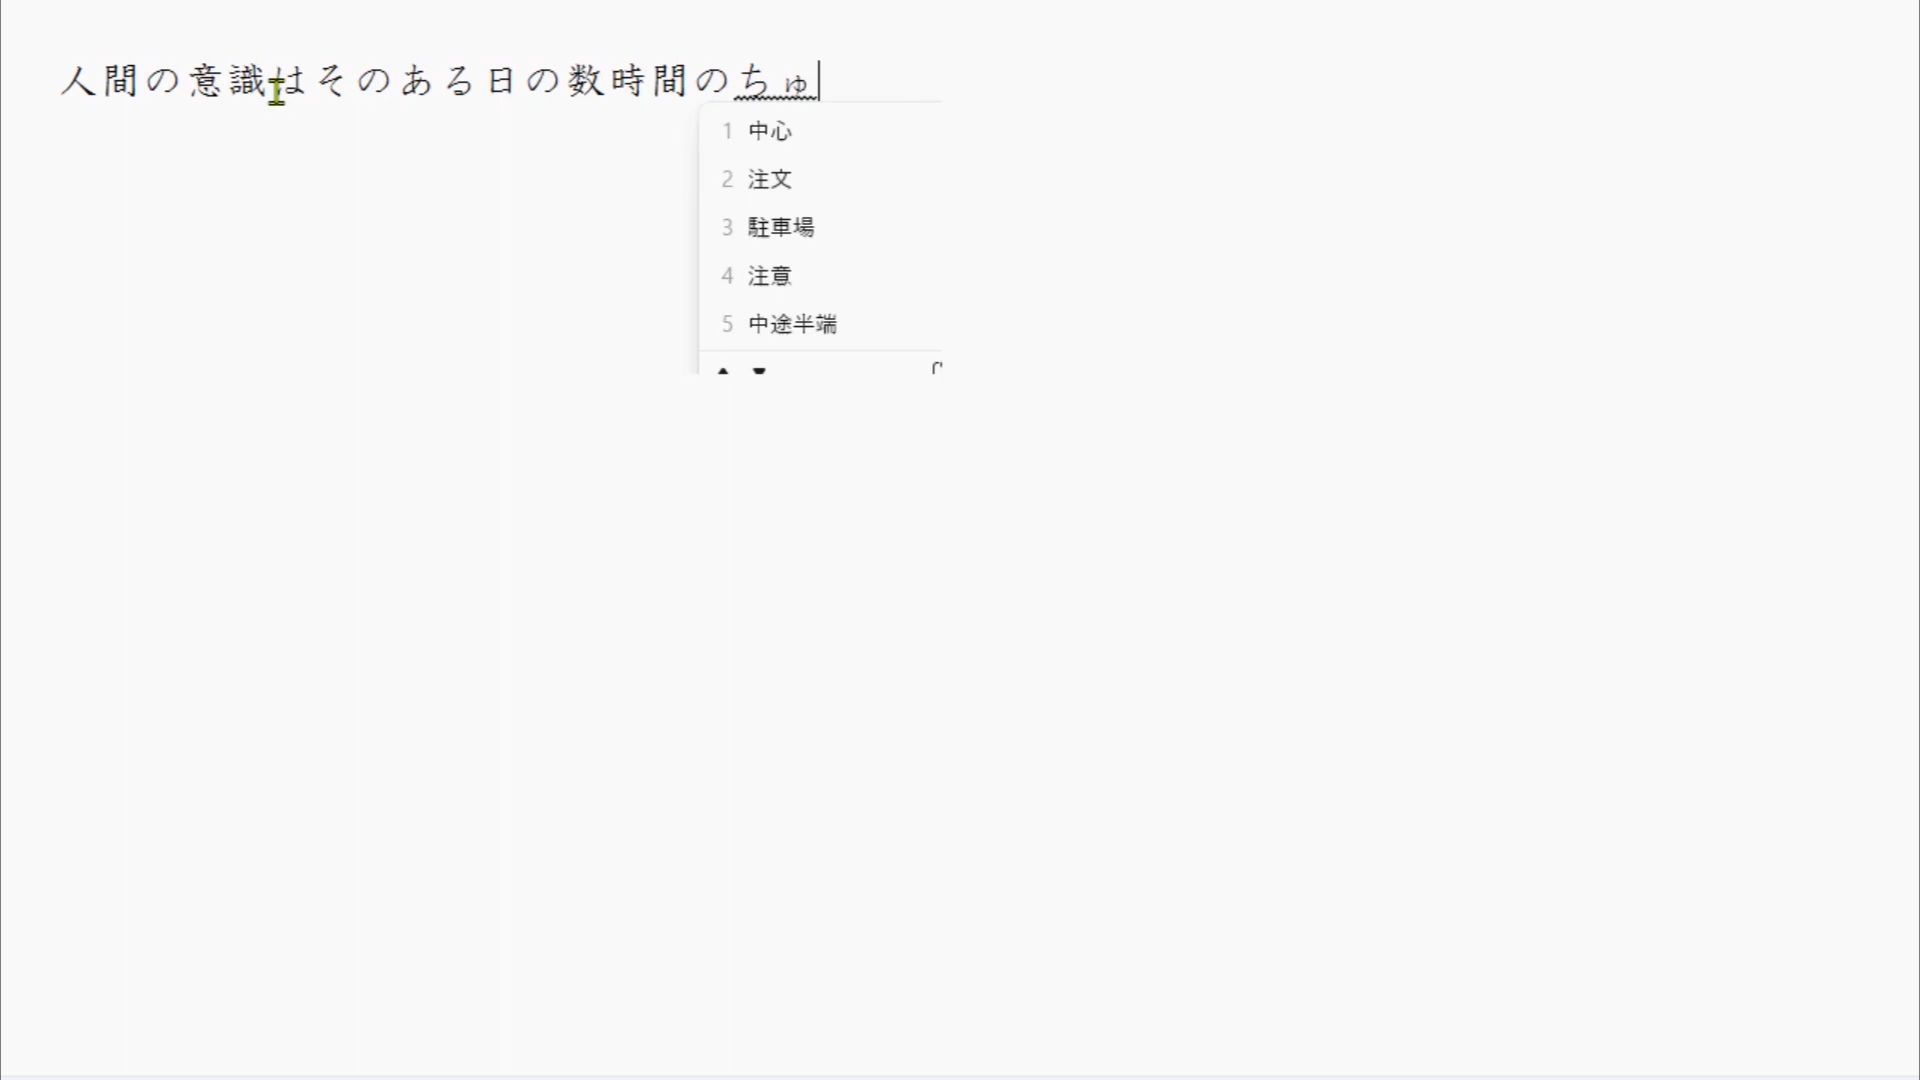 人間の意識はそのある日の数時間のちゅ
1 中心
2 注文
3 駐車場
4 注意
5 中途半端